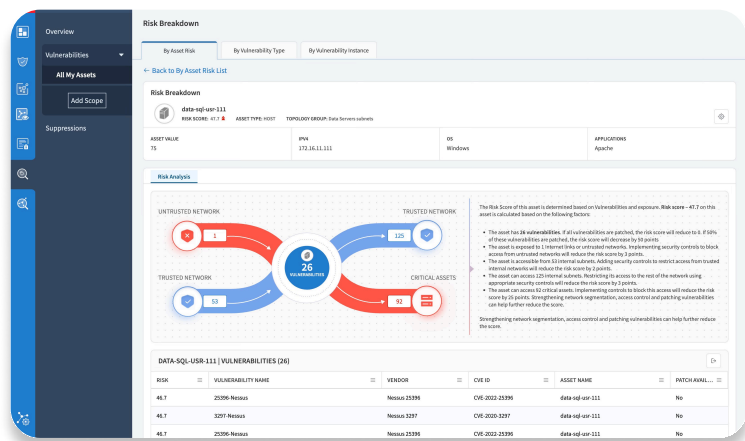 Risk Breakdown
Overview
Vulnerabilities
All My Assets
Add Scope
Suppressions
By Asset Risk
By Vulnerability Type
By Vulnerability Instance
← Back to By Asset Risk List
Risk Breakdown
data-sql-usr-111
RISK SCORE: 47.7 ASSET TYPE: HOST TOPOLOGY GROUP: Data Servers subnets
ASSET VALUE
75
IPV4
172.16.11.111
OS
Windows
APPLICATIONS
Apache
Risk Analysis
UNTRUSTED NETWORK
1
TRUSTED NETWORK
125
26
VULNERABILITIES
TRUSTED NETWORK
53
CRITICAL ASSETS
92
The Risk Score of this asset is determined based on Vulnerabilities and exposure. Risk score – 47.7 on this
asset is calculated based on the following factors:
• The asset has 26 vulnerabilities. If all vulnerabilities are patched, the risk score will reduce to 0. If 50%
of these vulnerabilities are patched, the risk score will decrease by 50 points.
• The asset is exposed to 1 internet links or untrusted networks. Implementing security controls to block
access from untrusted networks will reduce the risk score by 3 points.
• The asset is accessible from 53 internal subnets. Adding security controls to restrict access from trusted
internal networks will reduce the risk score by 2 points.
• The asset can access 125 internal subnets. Restricting its access to the rest of the network using
appropriate security controls will reduce the risk score by 3 points.
• The asset can access 92 critical assets. Implementing controls to block this access will reduce the risk
score by 25 points. Strengthening network segmentation, access control and patching vulnerabilities
can help further reduce the score.
Strengthening network segmentation, access control and patching vulnerabilities can help further reduce
the score.
DATA-SQL-USR-111 | VULNERABILITIES (26)
RISK VULNERABILITY NAME VENDOR CVE ID ASSET NAME PATCH AVAIL...
46.7 25396-Nessus Nessus 25396 CVE-2022-25396 data-sql-usr-111 No
46.7 3297-Nessus Nessus 3297 CVE-2020-3297 data-sql-usr-111 No
46.7 25396-Nessus Nessus 25396 CVE-2022-25396 data-sql-usr-111 No